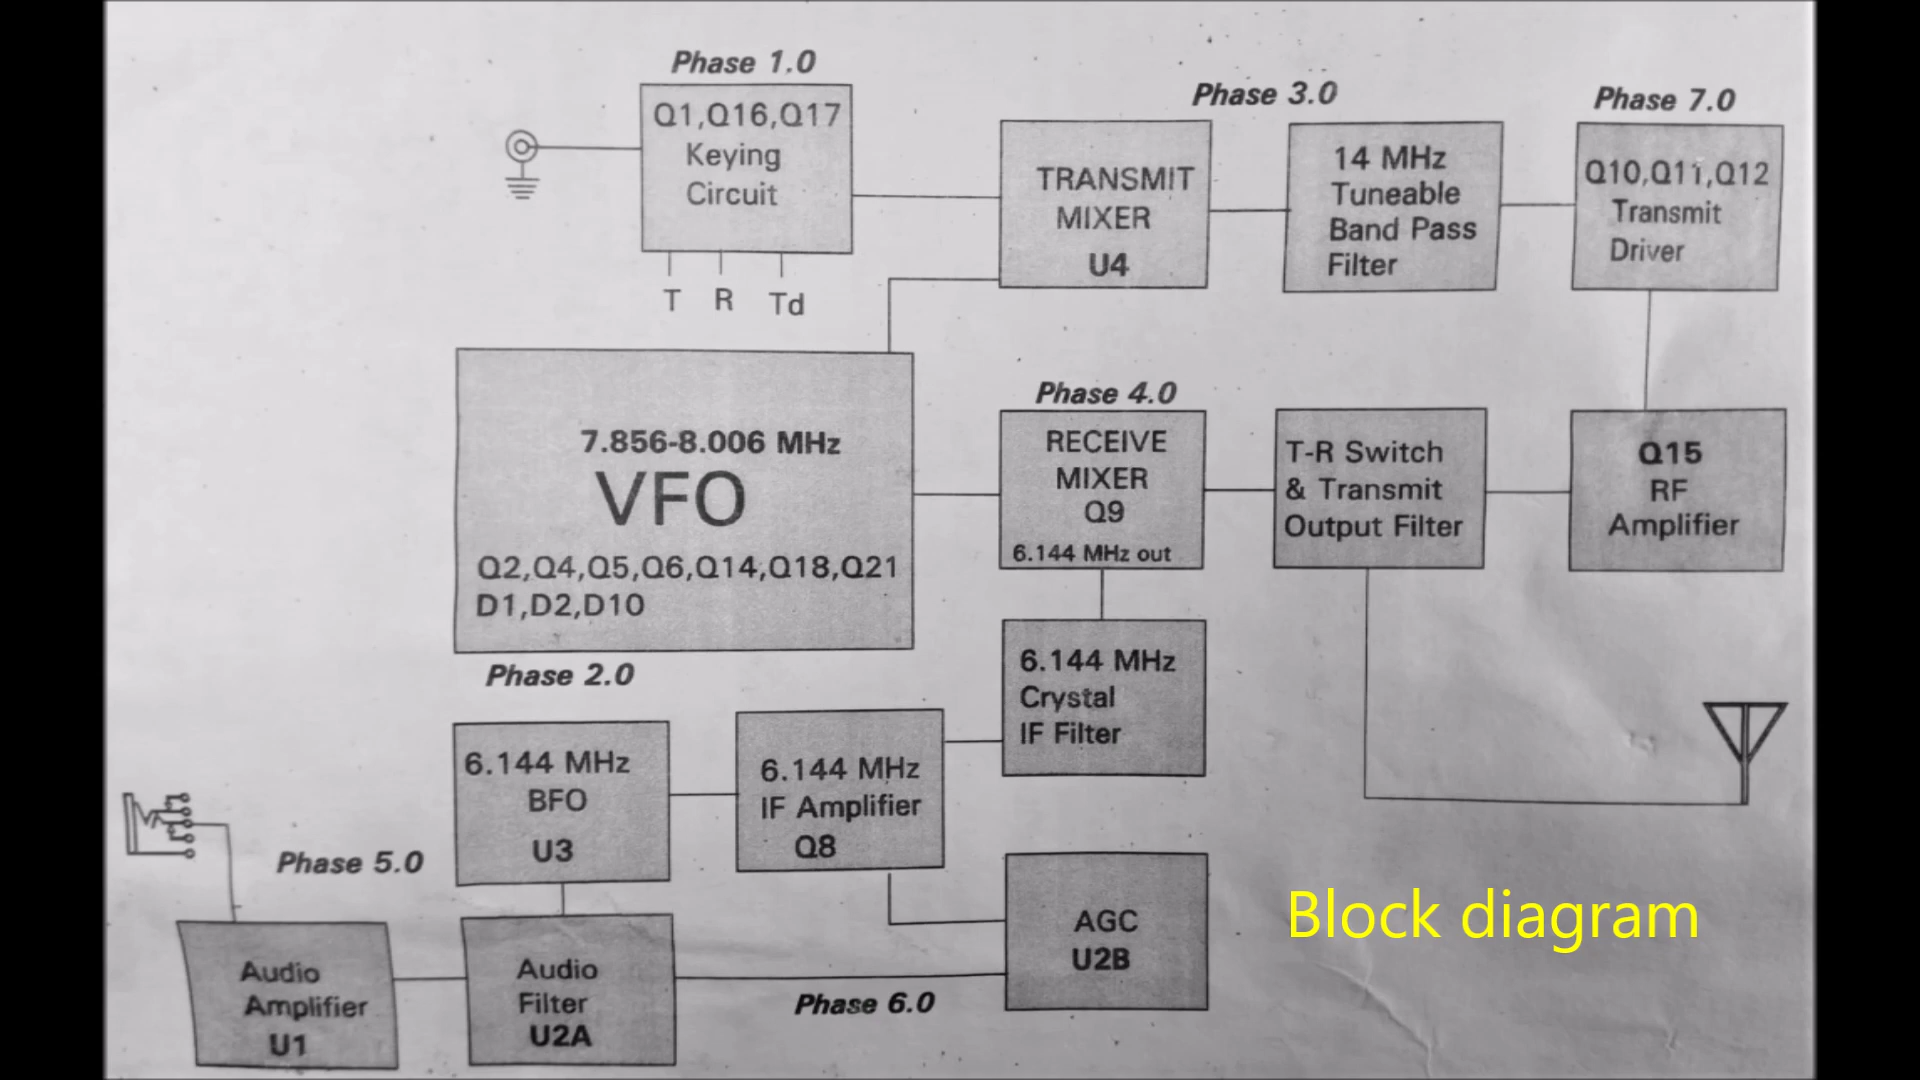 Phase 1.0
Q1,Q16,Q17
Keying
Circuit
T R Td
Phase 3.0
TRANSMIT
MIXER
U4
14 MHz
Tuneable
Band Pass
Filter
Phase 7.0
Q10,Q11,Q12
Transmit
Driver
7.856-8.006 MHz
VFO
Q2,Q4,Q5,Q6,Q14,Q18,Q21
D1,D2,D10
Phase 2.0
Phase 4.0
RECEIVE
MIXER
Q9
6.144 MHz out
T-R Switch
& Transmit
Output Filter
Q15
RF
Amplifier
6.144 MHz
Crystal
IF Filter
6.144 MHz
BFO
U3
6.144 MHz
IF Amplifier
Q8
Phase 5.0
Audio
Amplifier
U1
Audio
Filter
U2A
Phase 6.0
AGC
U2B
Block diagram